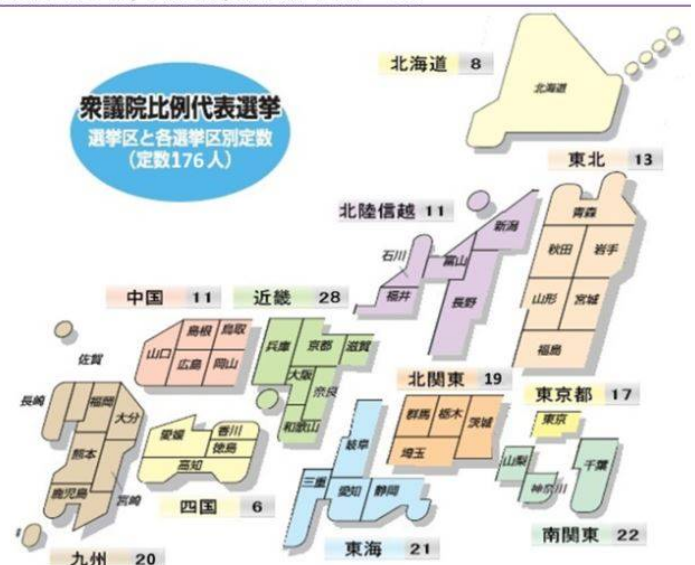 衆議院比例代表選挙
選挙区と各選挙区別定数
(定数176人)
北海道 8
北海道
東北 13
青森
秋田 岩手
山形 宮城
福島
北陸信越 11
新潟
石川 富山
福井 長野
中国 11
島根 鳥取
山口 広島 岡山
近畿 28
兵庫 京都 滋賀
大阪 奈良
和歌山
北関東 19
群馬 栃木 茨城
埼玉
東京都 17
東京
山梨 千葉
神奈川
南関東 22
岐阜
三重 愛知 静岡
東海 21
愛媛 香川
徳島
高知
四国 6
佐賀
長崎 福岡 大分
熊本
鹿児島 宮崎
九州 20